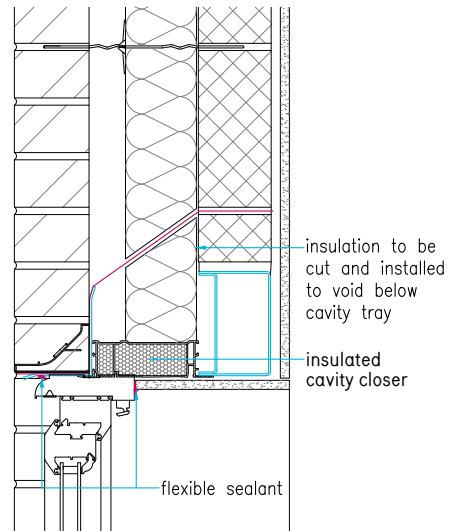 insulation to be
cut and installed
to void below
cavity tray
insulated
cavity closer
flexible sealant